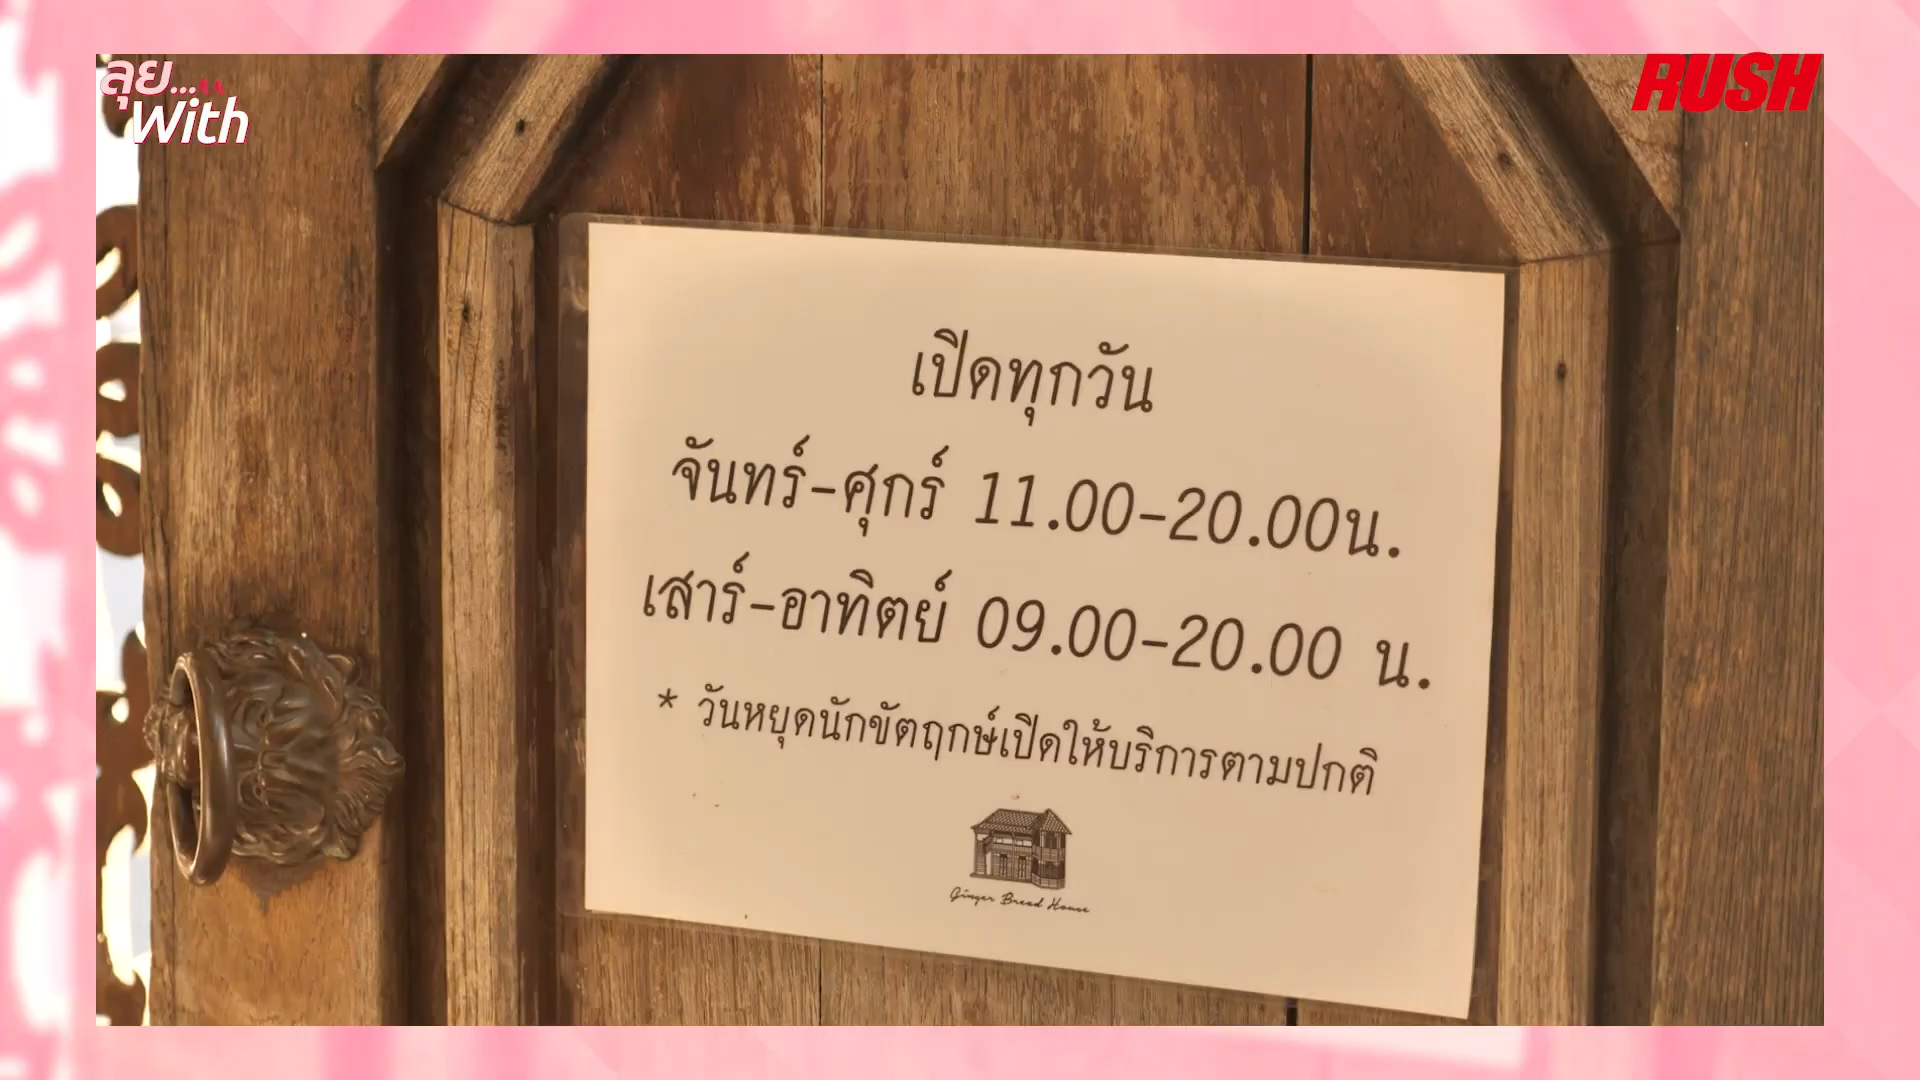 ลุย...
With
RUSH
เปิดทุกวัน
จันทร์-ศุกร์ 11.00-20.00น.
เสาร์-อาทิตย์ 09.00-20.00 น.
* วันหยุดนักขัตฤกษ์เปิดให้บริการตามปกติ
Ginger Bread House